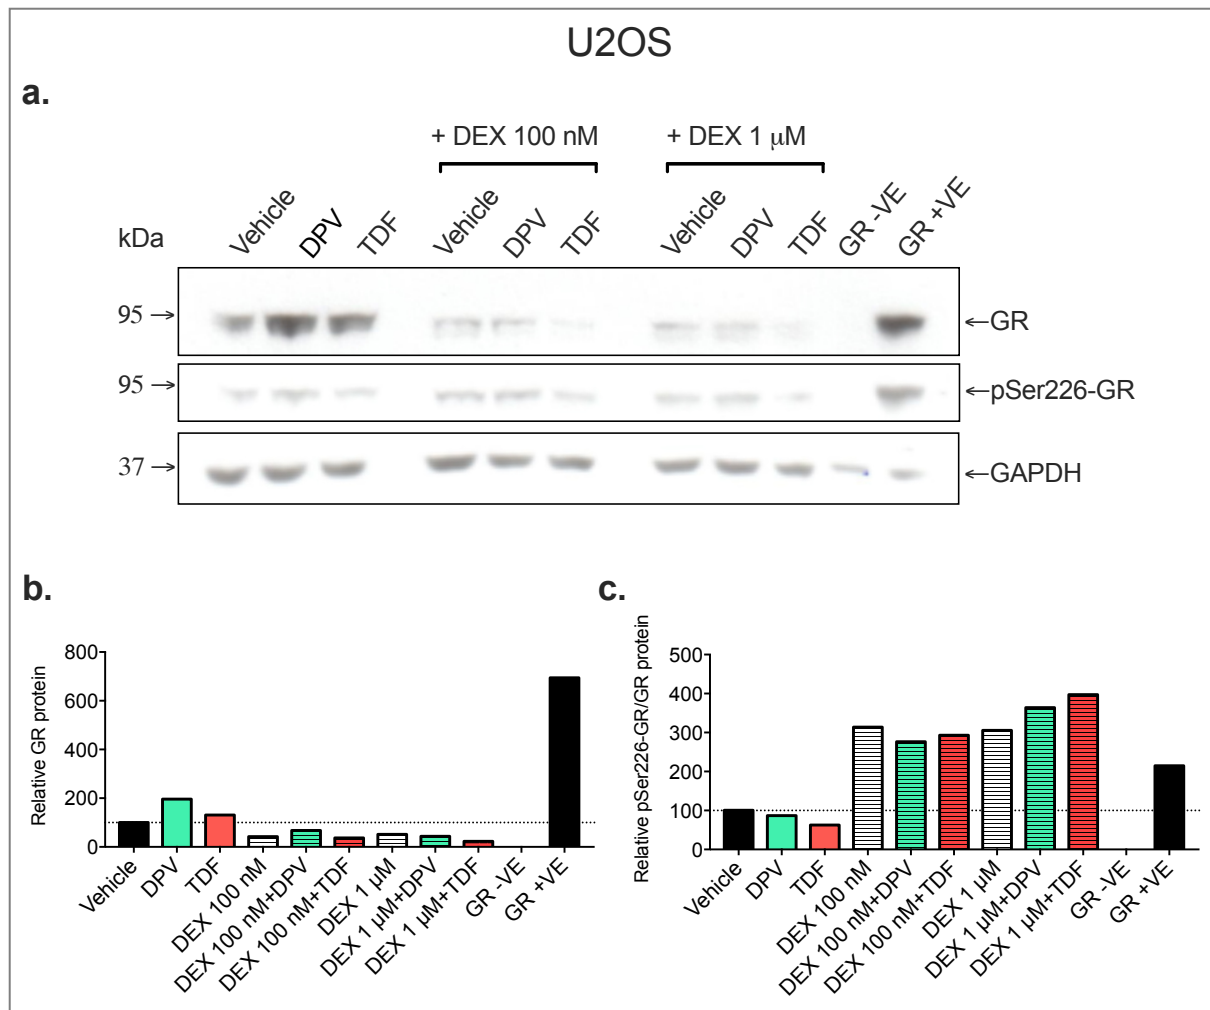 U2OS
a.
+ DEX 100 nM + DEX 1 μM
kDa Vehicle DPV TDF Vehicle DPV TDF Vehicle DPV TDF GR -VE GR +VE
95 → ←GR
95 → ←pSer226-GR
37 → ←GAPDH
b.
Relative GR protein
800
600
400
200
0
Vehicle DPV TDF DEX 100 nM DEX 100 nM+DPV DEX 100 nM+TDF DEX 1 μM DEX 1 μM+DPV DEX 1 μM+TDF GR -VE GR +VE
c.
Relative pSer226-GR/GR protein
500
400
300
200
100
0
Vehicle DPV TDF DEX 100 nM DEX 100 nM+DPV DEX 100 nM+TDF DEX 1 μM DEX 1 μM+DPV DEX 1 μM+TDF GR -VE GR +VE